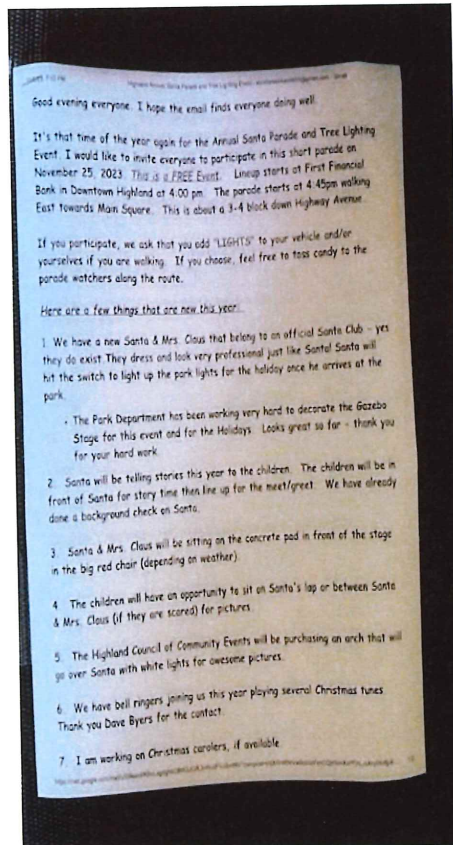 Highland Annual Santa Parade and Tree Lighting Event
Good evening everyone. I hope the email finds everyone doing well.
It's that time of the year again for the Annual Santa Parade and Tree Lighting
Event. I would like to invite everyone to participate in this short parade on
November 25, 2023. This is a FREE Event. Lineup starts at First Financial
Bank in Downtown Highland at 4:00 pm. The parade starts at 4:45pm walking
East towards Main Square. This is about a 3-4 block down Highway Avenue.
If you participate, we ask that you add "LIGHTS" to your vehicle and/or
yourselves if you are walking. If you choose, feel free to toss candy to the
parade watchers along the route.
Here are a few things that are new this year:
1. We have a new Santa & Mrs. Claus that belong to an official Santa Club - yes
they do exist. They dress and look very professional just like Santa! Santa will
hit the switch to light up the park lights for the holiday once he arrives at the
park.
• The Park Department has been working very hard to decorate the Gazebo
Stage for this event and for the Holidays. Looks great so far - thank you
for your hard work.
2. Santa will be telling stories this year to the children. The children will be in
front of Santa for story time then line up for the meet/greet. We have already
done a background check on Santa.
3. Santa & Mrs. Claus will be sitting on the concrete pad in front of the stage
in the big red chair (depending on weather).
4. The children will have an opportunity to sit on Santa's lap or between Santa
& Mrs. Claus (if they are scared) for pictures.
5. The Highland Council of Community Events will be purchasing an arch that will
go over Santa with white lights for awesome pictures.
6. We have bell ringers joining us this year playing several Christmas tunes.
Thank you Dave Byers for the contact.
7. I am working on Christmas carolers, if available.